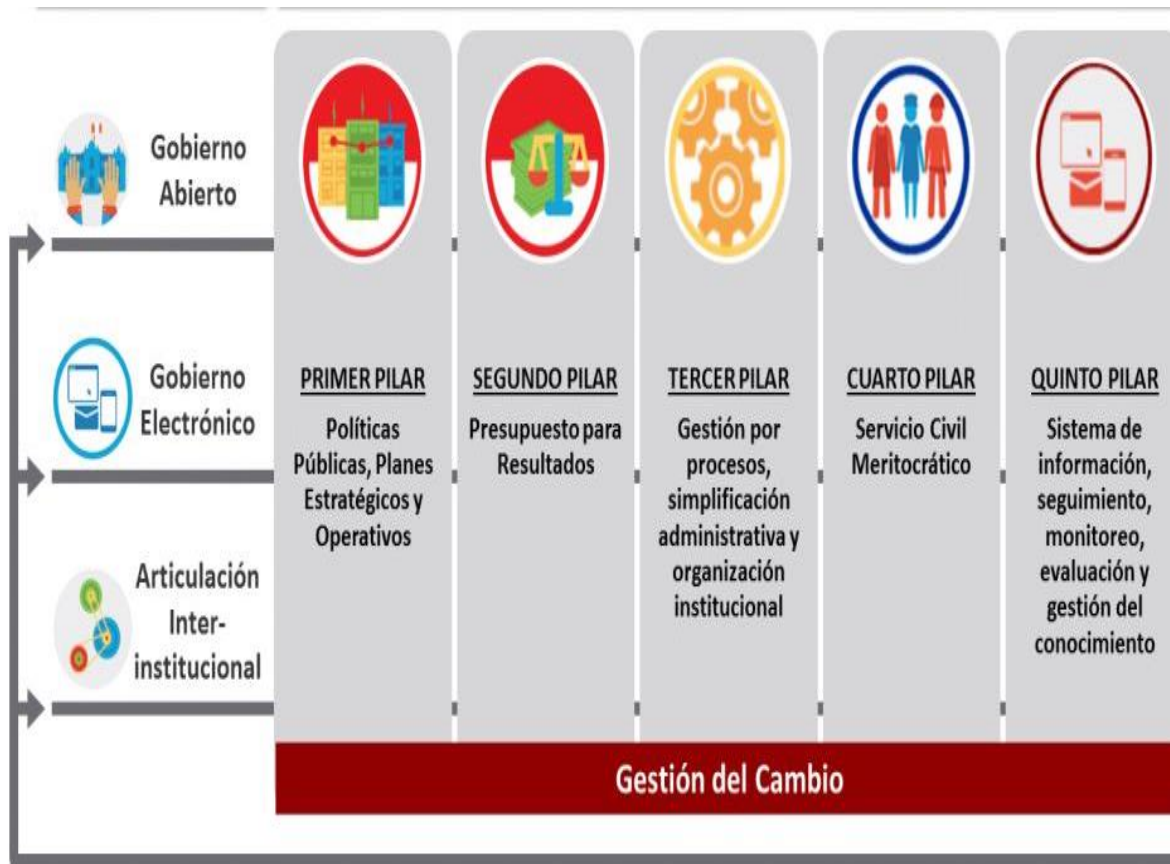 Gobierno
Abierto
Gobierno
Electrónico
Articulación
Inter-
institucional
PRIMER PILAR
Políticas
Públicas, Planes
Estratégicos y
Operativos
SEGUNDO PILAR
Presupuesto para
Resultados
TERCER PILAR
Gestión por
procesos,
simplificación
administrativa y
organización
institucional
CUARTO PILAR
Servicio Civil
Meritocrático
QUINTO PILAR
Sistema de
información,
seguimiento,
monitoreo,
evaluación y
gestión del
conocimiento
Gestión del Cambio